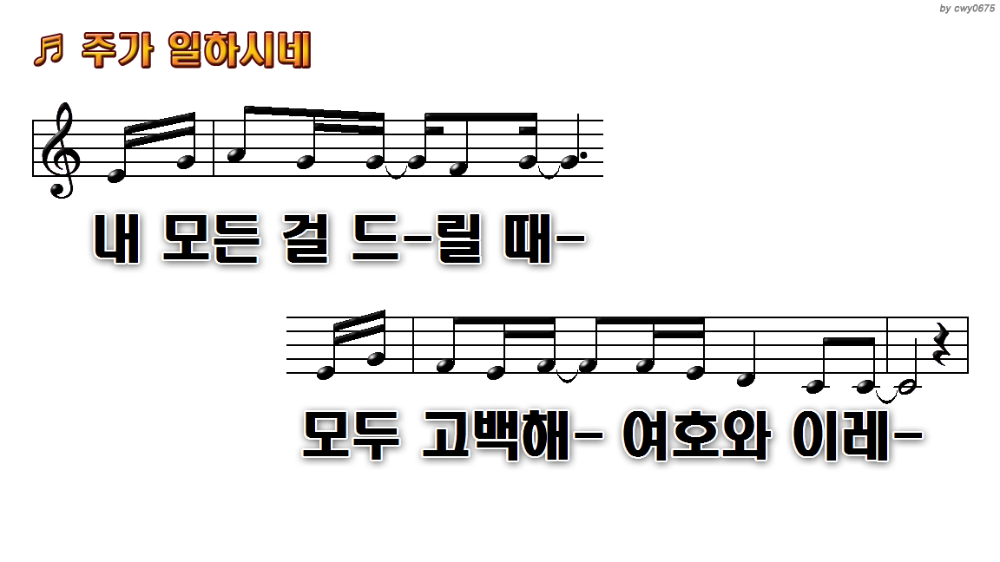 by cwy0675
♬ 주가 일하시네
내 모든 걸 드-릴 때-
모두 고백해- 여호와 이레-